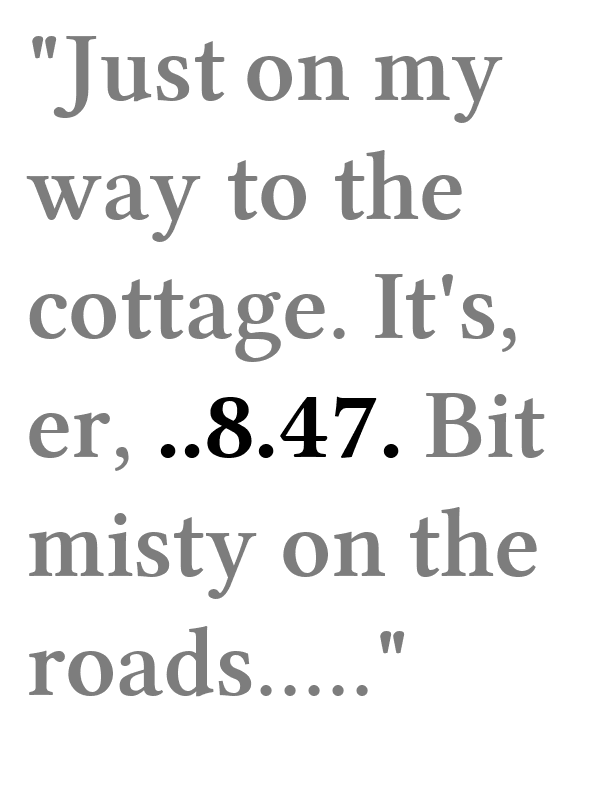 "Just on my
way to the
cottage. It's,
er, ..8.47. Bit
misty on the
roads....."